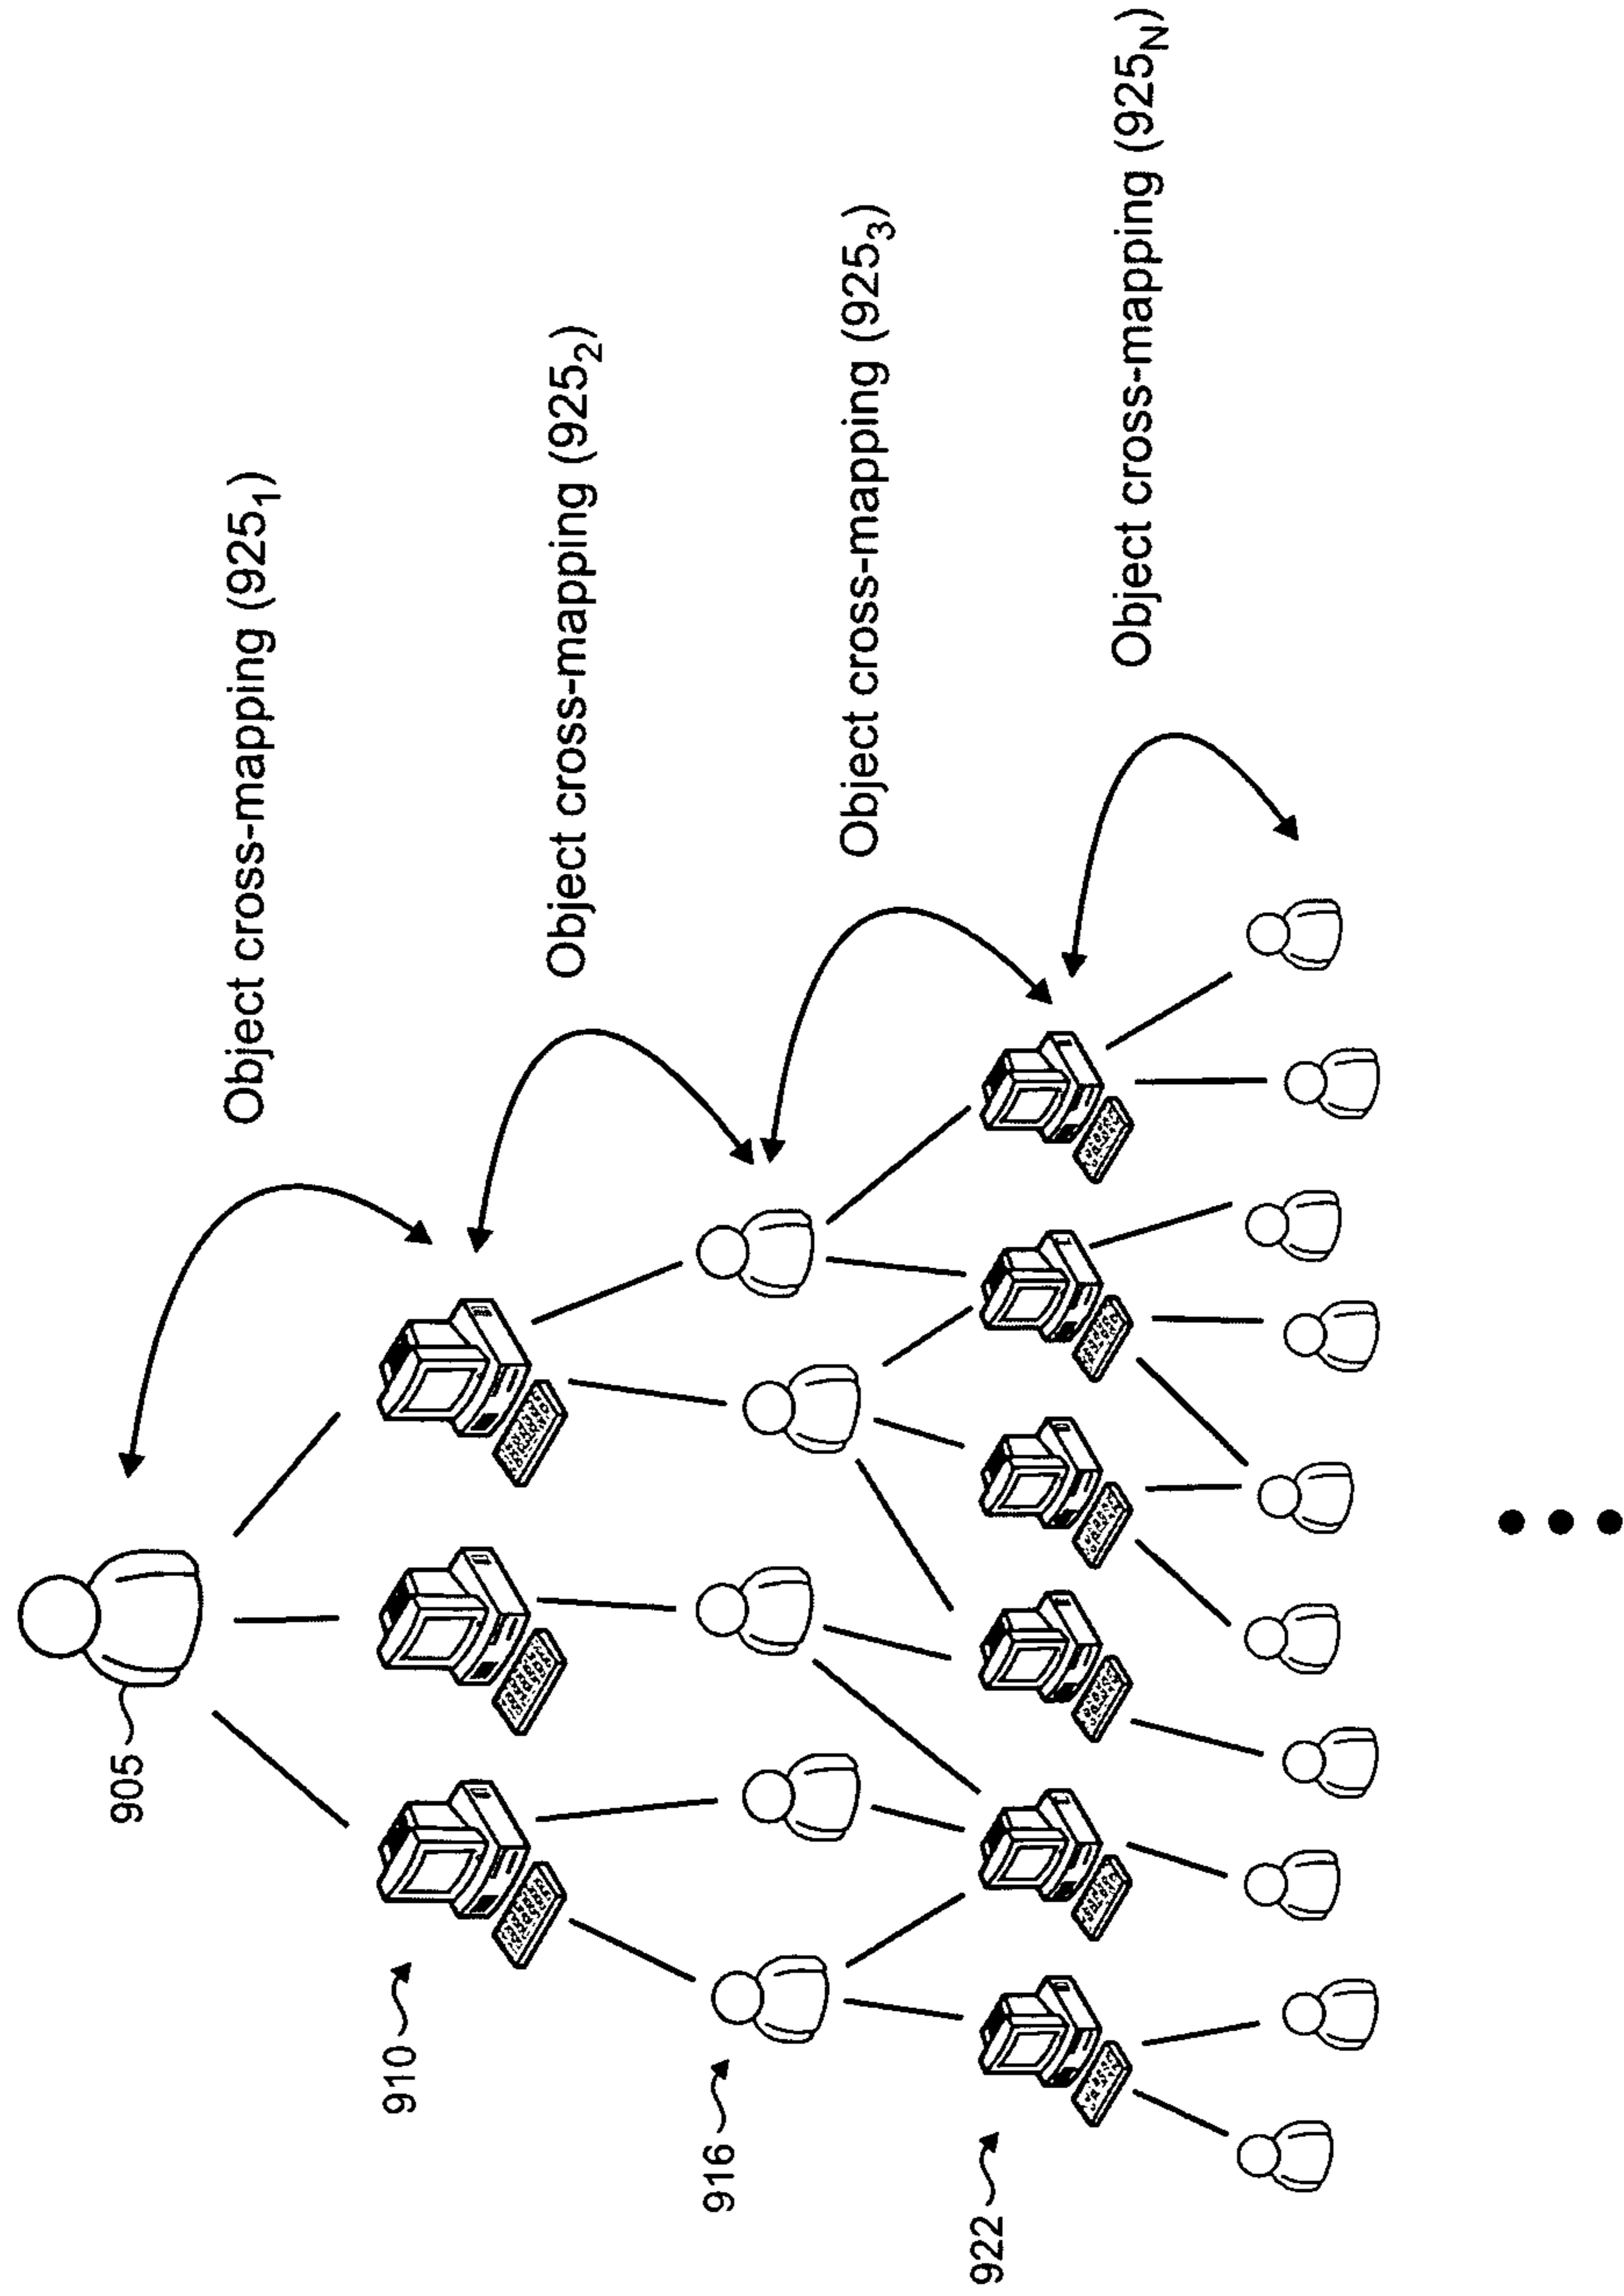 Object cross-mapping (925₁)
Object cross-mapping (925₂)
Object cross-mapping (925₃)
Object cross-mapping (925N)
905
910
916
922